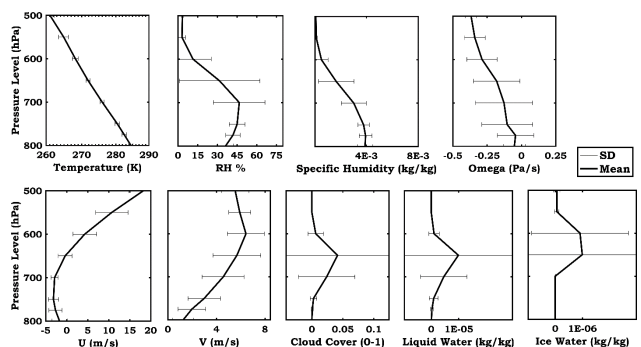 500
600
700
800
Pressure Level (hPa)
260 270 280 290
Temperature (K)
0 15 30 45 60 75
RH %
4E-3 8E-3
Specific Humidity (kg/kg)
-0.5 -0.25 0 0.25
Omega (Pa/s)
SD
Mean
500
600
700
800
Pressure Level (hPa)
-5 0 5 10 15 20
U (m/s)
0 4 8
V (m/s)
0 0.05 0.10
Cloud Cover (0-1)
0 1E-05
Liquid Water (kg/kg)
0 1E-06
Ice Water (kg/kg)